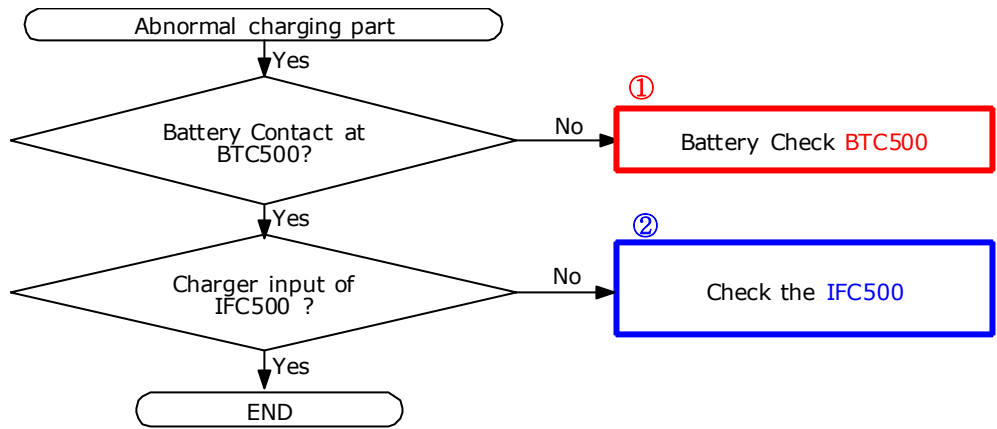 Abnormal charging part
Yes
①
Battery Contact at
BTC500?
No
Battery Check BTC500
Yes
②
Charger input of
IFC500 ?
No
Check the IFC500
Yes
END